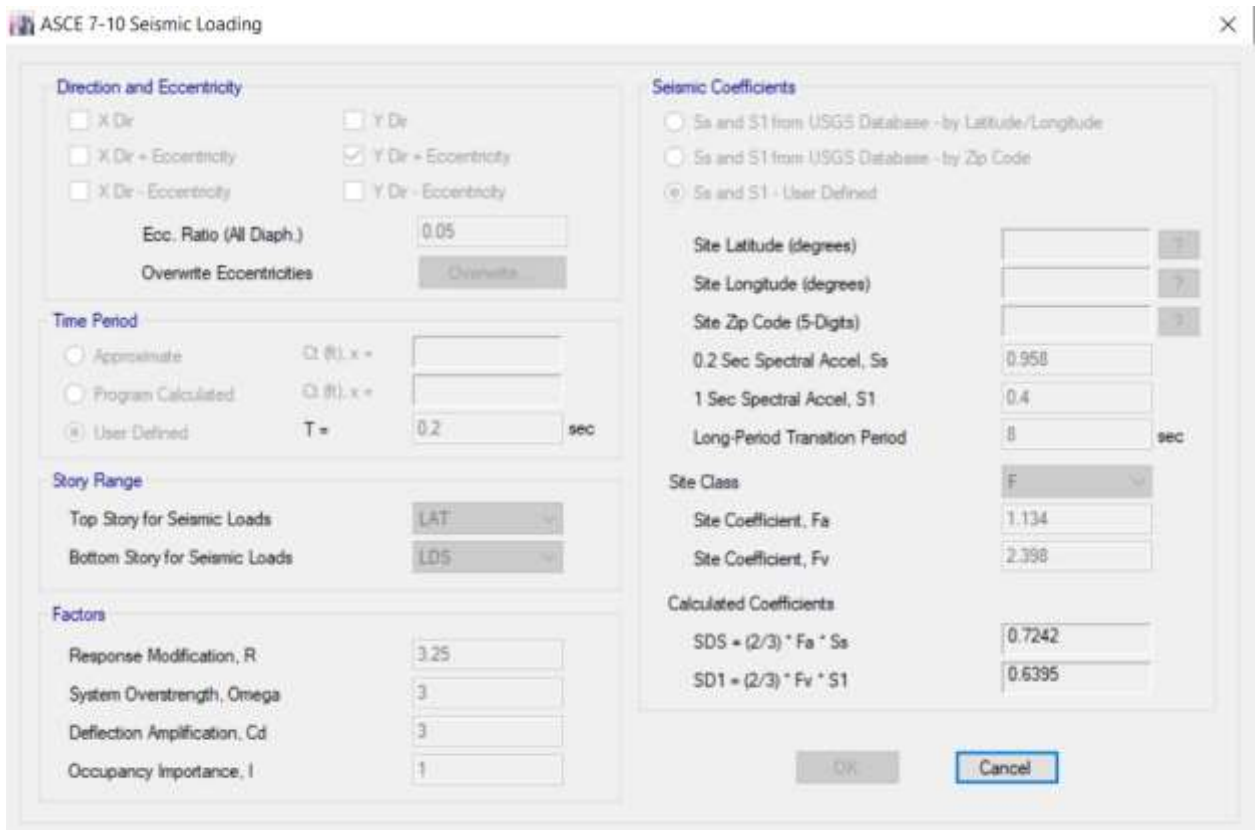 ASCE 7-10 Seismic Loading
Direction and Eccentricity
X Dir
Y Dir
X Dir + Eccentricity
Y Dir + Eccentricity
X Dir - Eccentricity
Y Dir - Eccentricity
Ecc. Ratio (All Diaph.)
0.05
Overwrite Eccentricities
Overwrite...
Time Period
Approximate
Ct (ft), x =
Program Calculated
Ct (ft), x =
User Defined
T =
0.2
sec
Story Range
Top Story for Seismic Loads
LAT
Bottom Story for Seismic Loads
LDS
Factors
Response Modification, R
3.25
System Overstrength, Omega
3
Deflection Amplification, Cd
3
Occupancy Importance, I
1
Seismic Coefficients
Ss and S1 from USGS Database - by Latitude/Longitude
Ss and S1 from USGS Database - by Zip Code
Ss and S1 - User Defined
Site Latitude (degrees)
?
Site Longitude (degrees)
?
Site Zip Code (5-Digits)
?
0.2 Sec Spectral Accel, Ss
0.958
1 Sec Spectral Accel, S1
0.4
Long-Period Transition Period
8
sec
Site Class
F
Site Coefficient, Fa
1.134
Site Coefficient, Fv
2.398
Calculated Coefficients
SDS = (2/3) * Fa * Ss
0.7242
SD1 = (2/3) * Fv * S1
0.6395
OK
Cancel